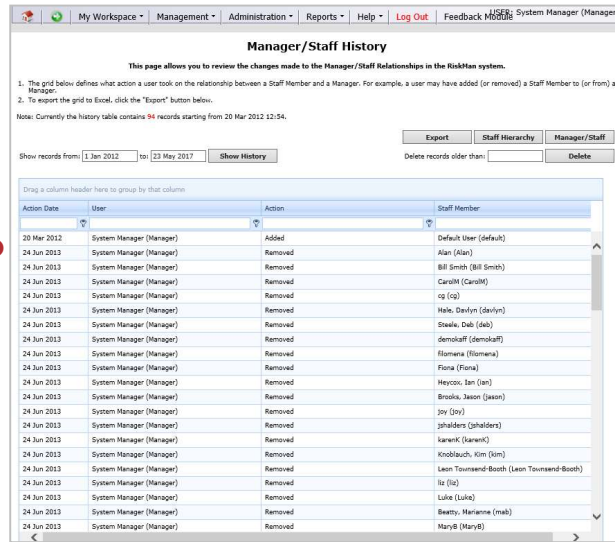 My Workspace Management Administration Reports Help Log Out Feedback Module USER: System Manager (Manager
Manager/Staff History
This page allows you to review the changes made to the Manager/Staff Relationships in the RiskMan system.
1. The grid below defines what action a user took on the relationship between a Staff Member and a Manager. For example, a user may have added (or removed) a Staff Member to (or from) a
Manager.
2. To export the grid to Excel, click the "Export" button below.
Note: Currently the history table contains 94 records starting from 20 Mar 2012 12:54.
Export Staff Hierarchy Manager/Staff
Show records from: 1 Jan 2012 to: 23 May 2017 Show History Delete records older than: Delete
Drag a column header here to group by that column
Action Date User Action Staff Member
20 Mar 2012 System Manager (Manager) Added Default User (default)
24 Jun 2013 System Manager (Manager) Removed Alan (Alan)
24 Jun 2013 System Manager (Manager) Removed Bill Smith (Bill Smith)
24 Jun 2013 System Manager (Manager) Removed CarolM (CarolM)
24 Jun 2013 System Manager (Manager) Removed cg (cg)
24 Jun 2013 System Manager (Manager) Removed Hale, Davlyn (davlyn)
24 Jun 2013 System Manager (Manager) Removed Steele, Deb (deb)
24 Jun 2013 System Manager (Manager) Removed demokaff (demokaff)
24 Jun 2013 System Manager (Manager) Removed filomena (filomena)
24 Jun 2013 System Manager (Manager) Removed Fiona (Fiona)
24 Jun 2013 System Manager (Manager) Removed Heycox, Ian (ian)
24 Jun 2013 System Manager (Manager) Removed Brooks, Jason (jason)
24 Jun 2013 System Manager (Manager) Removed joy (joy)
24 Jun 2013 System Manager (Manager) Removed jshalders (jshalders)
24 Jun 2013 System Manager (Manager) Removed karenK (karenK)
24 Jun 2013 System Manager (Manager) Removed Knoblauch, Kim (kim)
24 Jun 2013 System Manager (Manager) Removed Leon Townsend-Booth (Leon Townsend-Booth)
24 Jun 2013 System Manager (Manager) Removed liz (liz)
24 Jun 2013 System Manager (Manager) Removed Luke (Luke)
24 Jun 2013 System Manager (Manager) Removed Beatty, Marianne (mab)
24 Jun 2013 System Manager (Manager) Removed MaryB (MaryB)